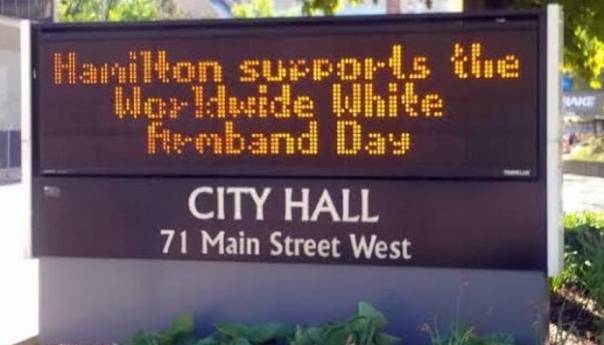 Hamilton supports the
Worldwide White
Armband Day
CITY HALL
71 Main Street West